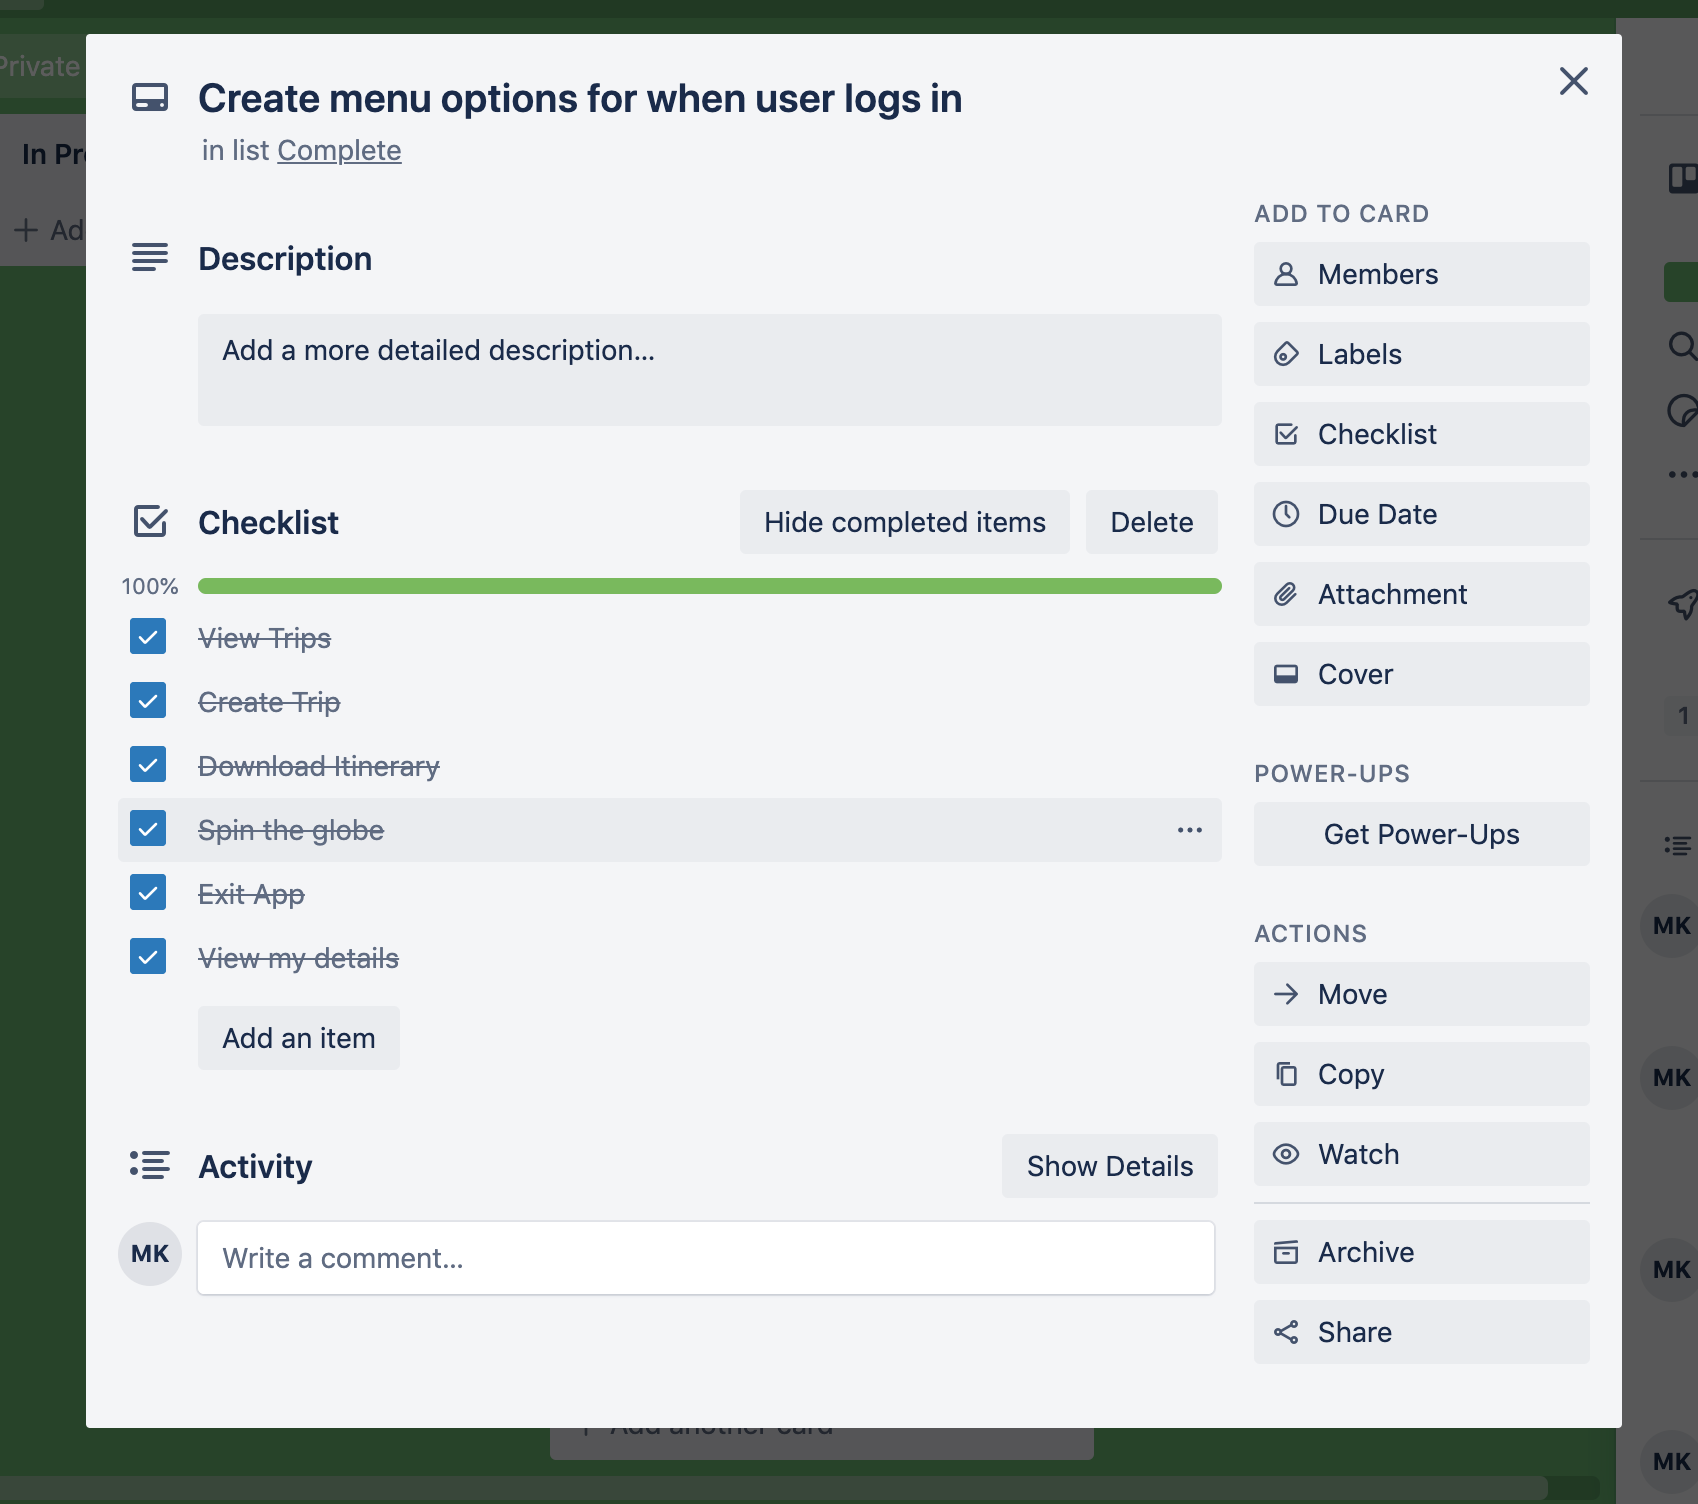 Private
Create menu options for when user logs in
in list Complete
In Pr
Ad
Description
Add a more detailed description...
Checklist
Hide completed items
Delete
100%
View Trips
Create Trip
Download Itinerary
Spin the globe
Exit App
View my details
Add an item
Activity
Show Details
MK
Write a comment...
ADD TO CARD
Members
Labels
Checklist
Due Date
Attachment
Cover
POWER-UPS
Get Power-Ups
ACTIONS
Move
Copy
Watch
Archive
Share
1
MK
MK
MK
MK
Add another card